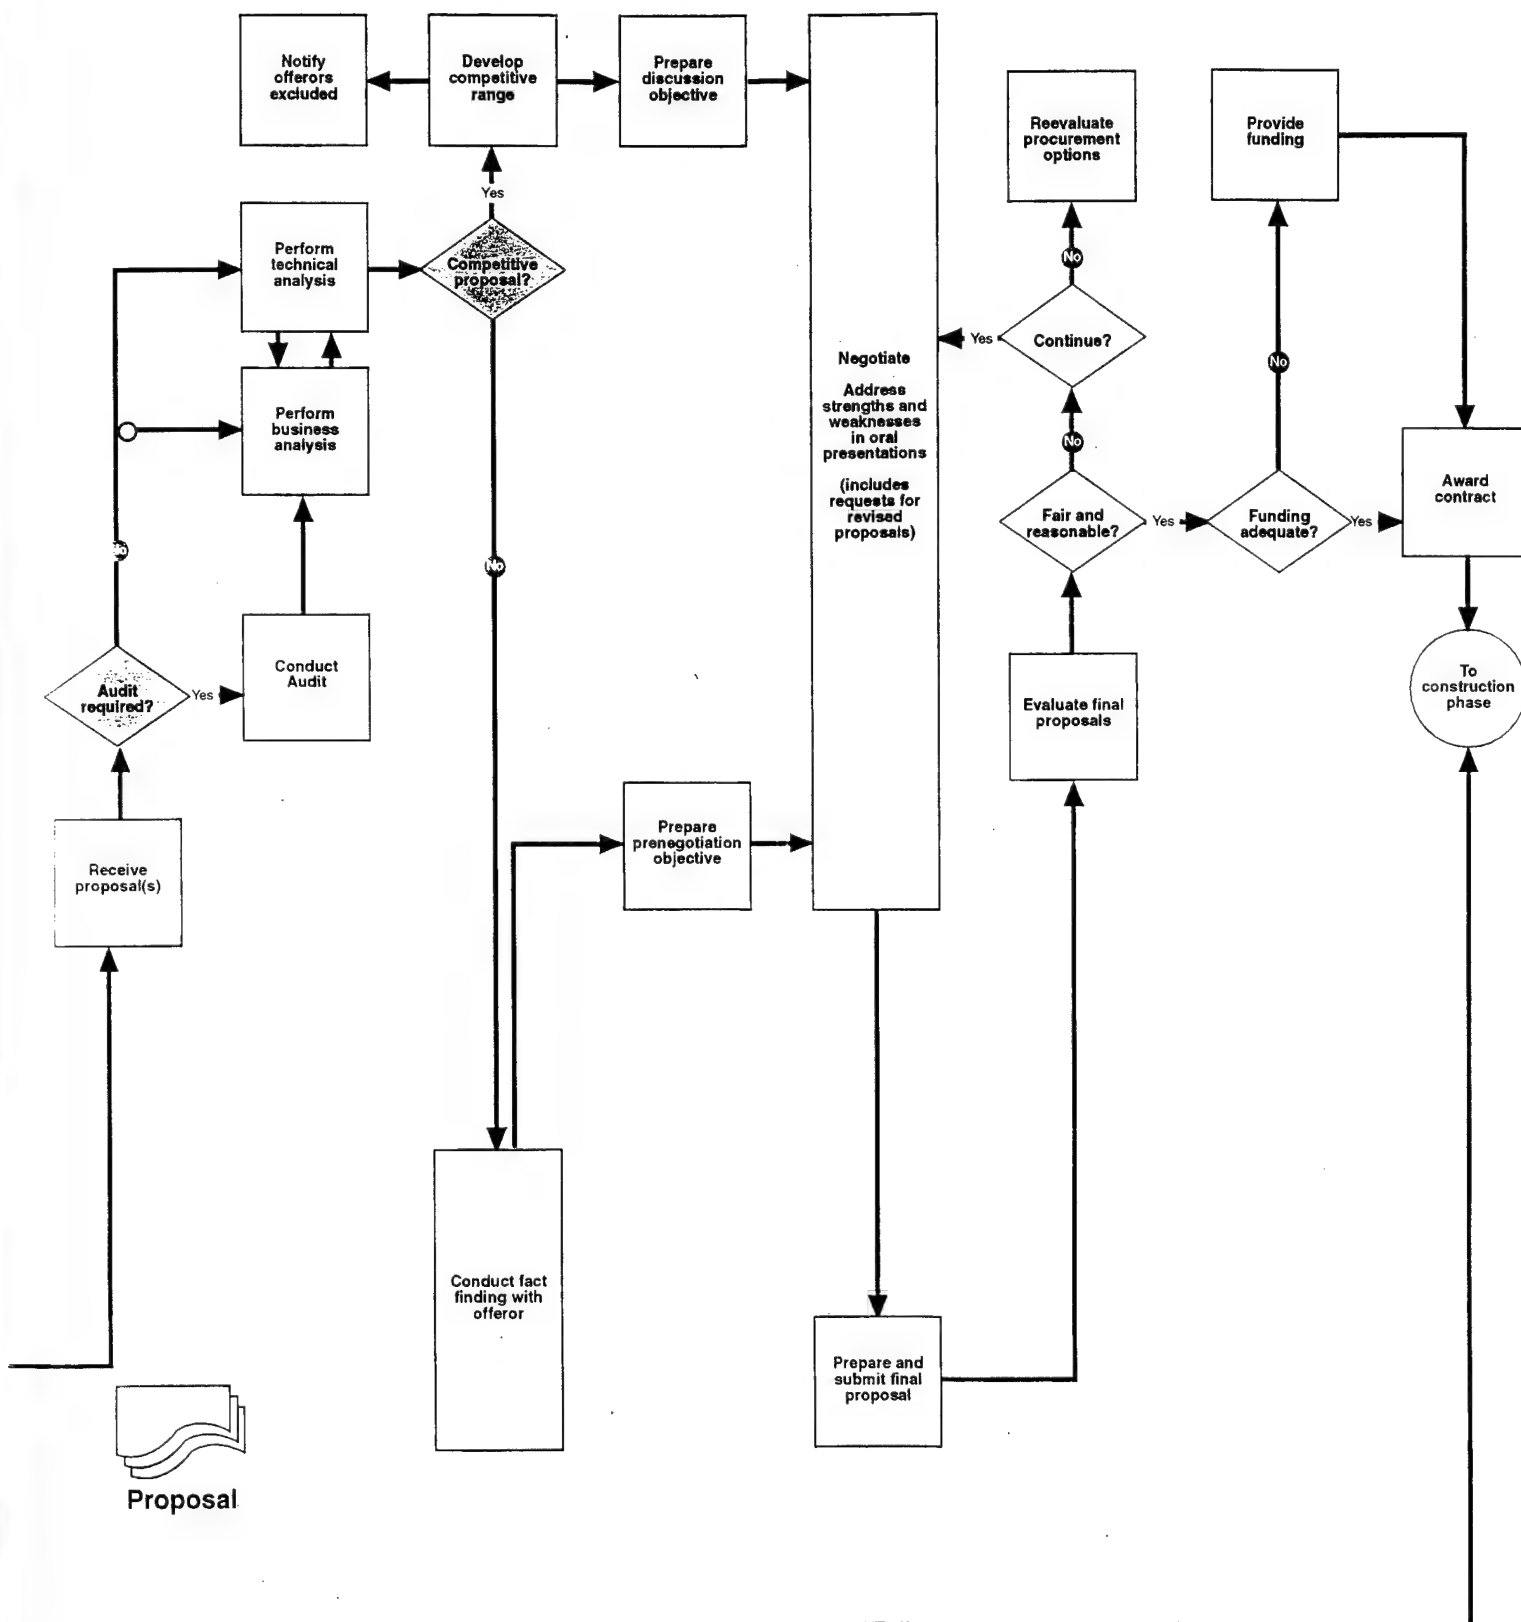 Notify
offerors
excluded
Develop
competitive
range
Prepare
discussion
objective
Reevaluate
procurement
options
Provide
funding
Yes
Perform
technical
analysis
Competitive
proposal?
No
Yes
Continue?
Negotiate
Address
strengths and
weaknesses
in oral
presentations
(includes
requests for
revised
proposals)
No
Perform
business
analysis
No
Award
contract
Fair and
reasonable?
Yes
Funding
adequate?
Yes
No
No
Conduct
Audit
Audit
required?
Yes
To
construction
phase
Evaluate final
proposals
Prepare
prenegotiation
objective
Receive
proposal(s)
Conduct fact
finding with
offeror
Prepare and
submit final
proposal
Proposal